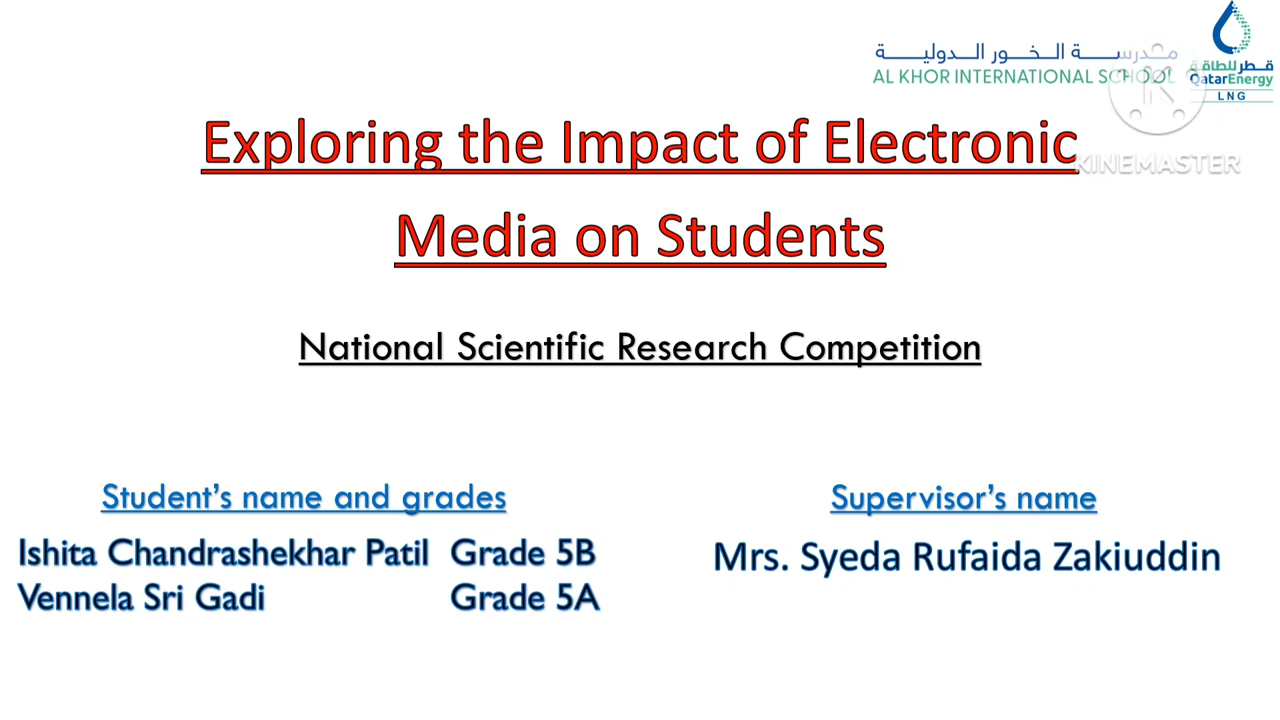 مدرسة الخور الدولية
AL KHOR INTERNATIONAL SCHOOL
قطر للطاقة
QatarEnergy
LNG
KINEMASTER
Exploring the Impact of Electronic
Media on Students
National Scientific Research Competition
Student’s name and grades
Ishita Chandrashekhar Patil Grade 5B
Vennela Sri Gadi Grade 5A
Supervisor’s name
Mrs. Syeda Rufaida Zakiuddin